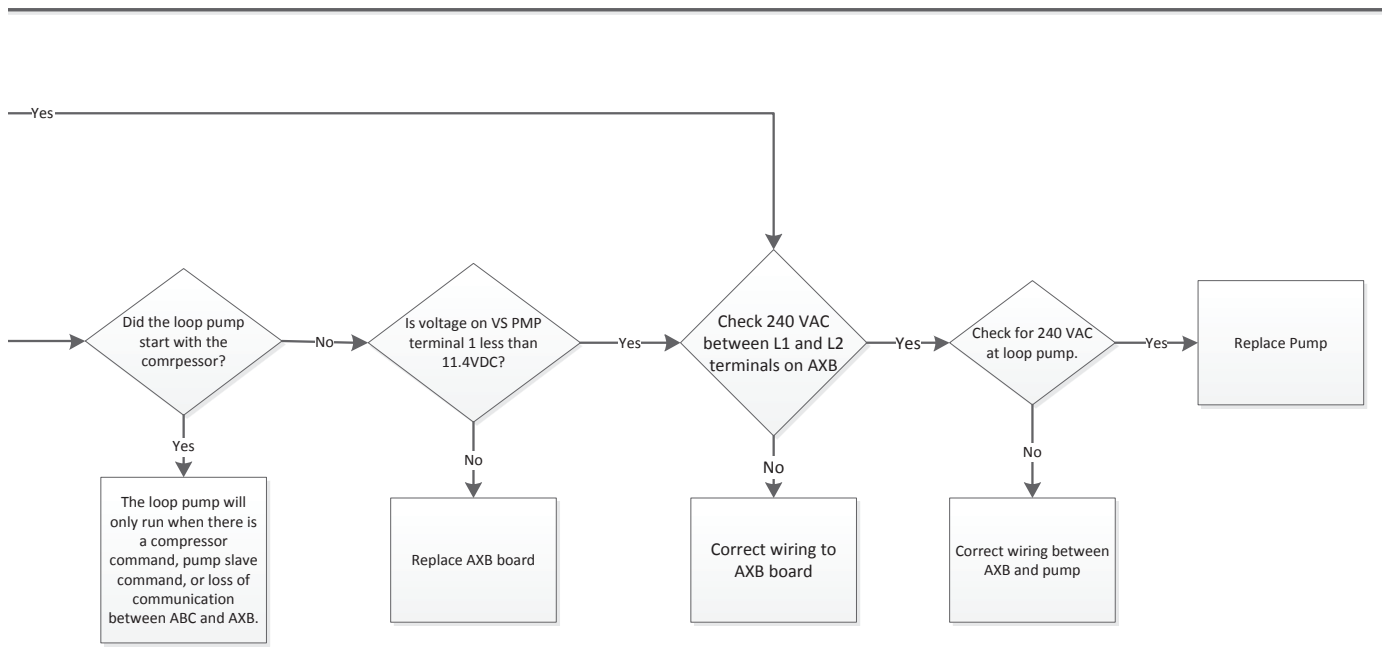 Yes
Did the loop pump
start with the
comrpessor?
No
Is voltage on VS PMP
terminal 1 less than
11.4VDC?
Yes
Check 240 VAC
between L1 and L2
terminals on AXB
Yes
Check for 240 VAC
at loop pump.
Yes
Replace Pump
Yes
No
No
No
The loop pump will
only run when there is
a compressor
command, pump slave
command, or loss of
communication
between ABC and AXB.
Replace AXB board
Correct wiring to
AXB board
Correct wiring between
AXB and pump